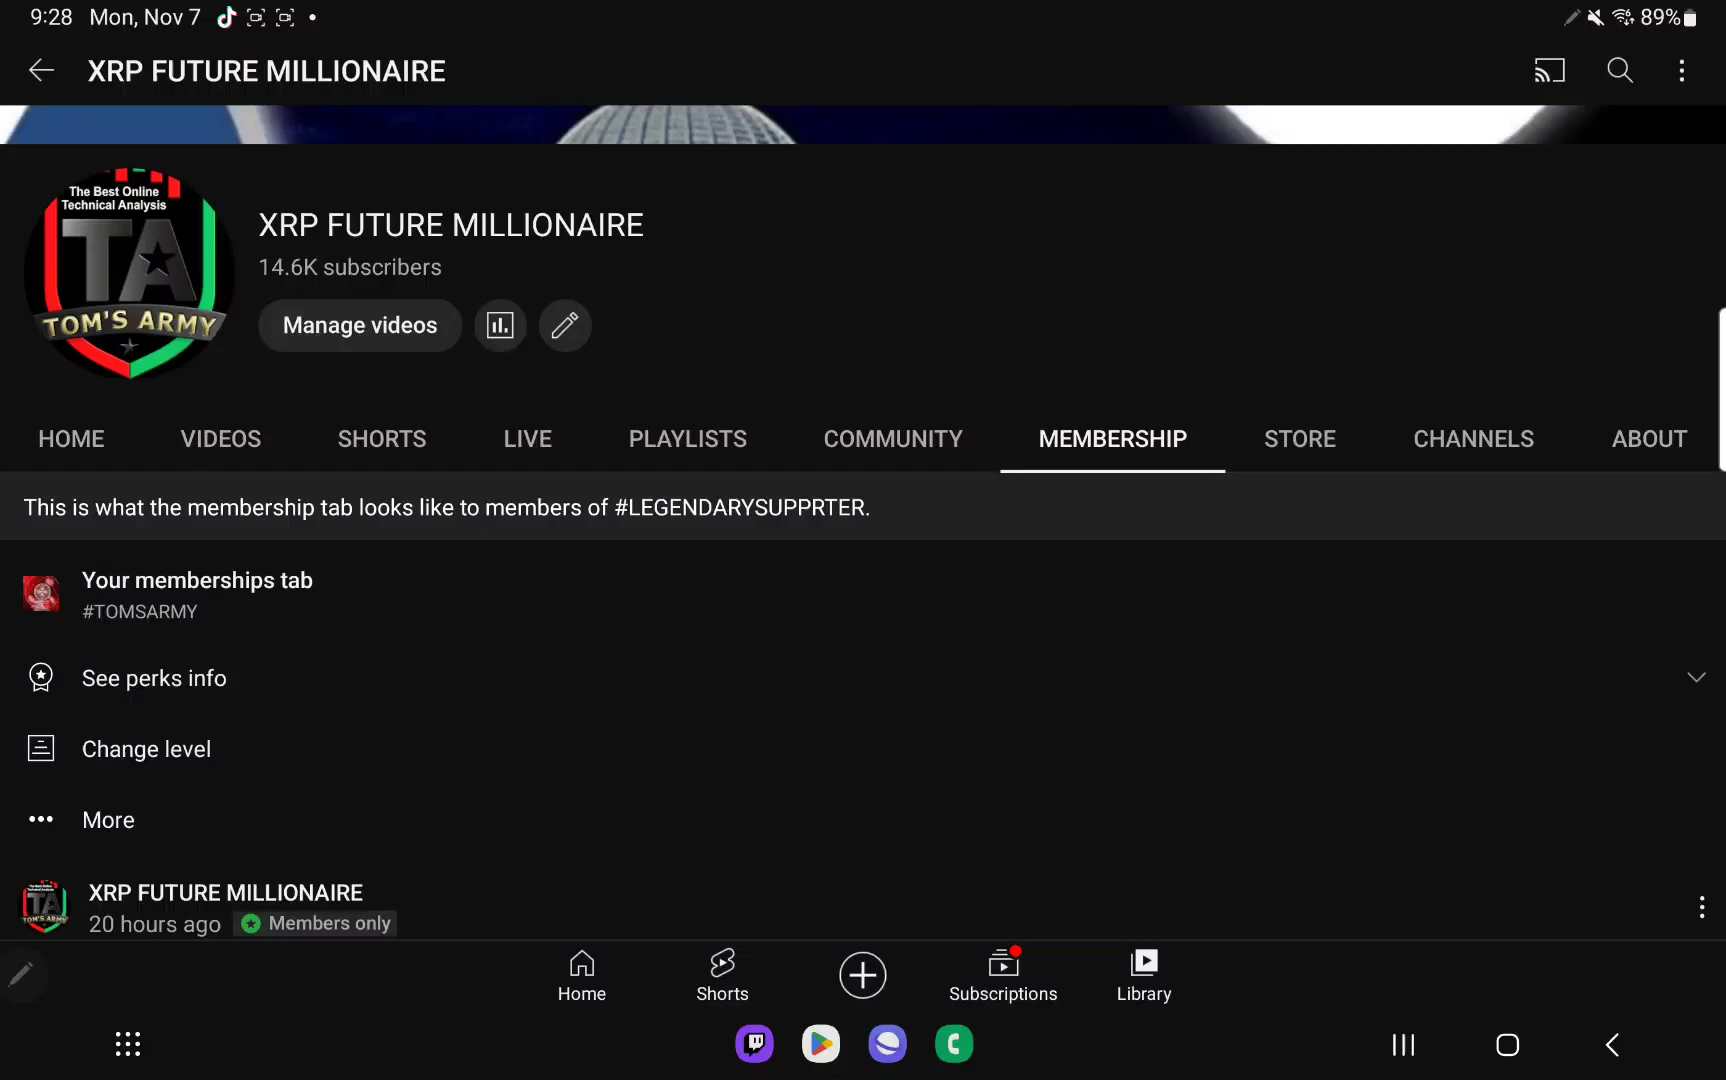 9:28 Mon, Nov 7
89%
XRP FUTURE MILLIONAIRE
The Best Online
Technical Analysis
TA
TOM'S ARMY
XRP FUTURE MILLIONAIRE
14.6K subscribers
Manage videos
HOME VIDEOS SHORTS LIVE PLAYLISTS COMMUNITY MEMBERSHIP STORE CHANNELS ABOUT
This is what the membership tab looks like to members of #LEGENDARYSUPPRTER.
Your memberships tab
#TOMSARMY
See perks info
Change level
More
TA
TOM'S ARMY
XRP FUTURE MILLIONAIRE
20 hours ago Members only
Home Shorts Subscriptions Library